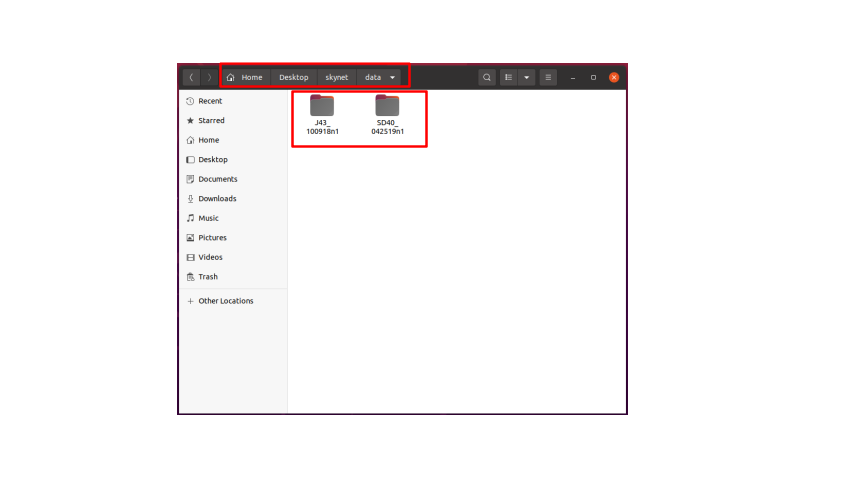 Home Desktop skynet data
Recent
Starred
Home
Desktop
Documents
Downloads
Music
Pictures
Videos
Trash
Other Locations
J43_
100918n1
SD40_
042519n1